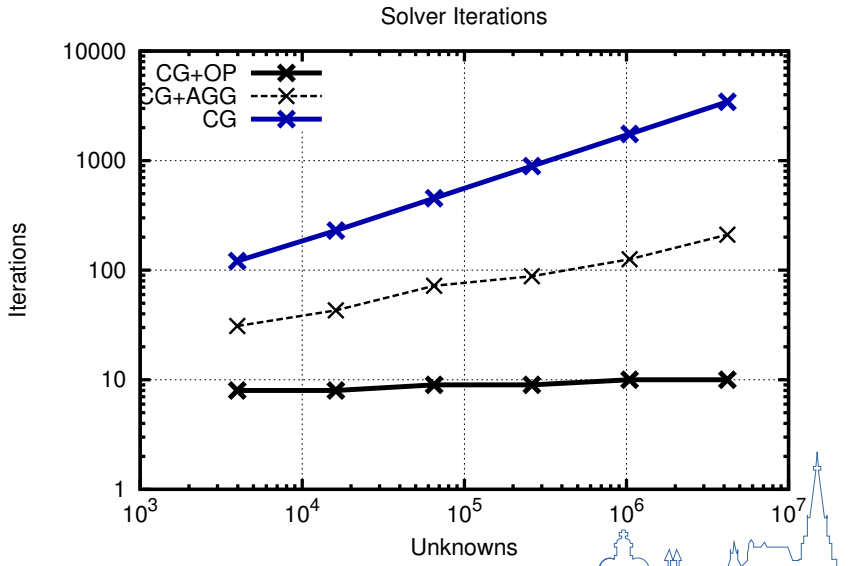 Solver Iterations
10000
CG+OP
CG+AGG
CG
1000
Iterations
100
10
1
10^3 10^4 10^5 10^6 10^7
Unknowns